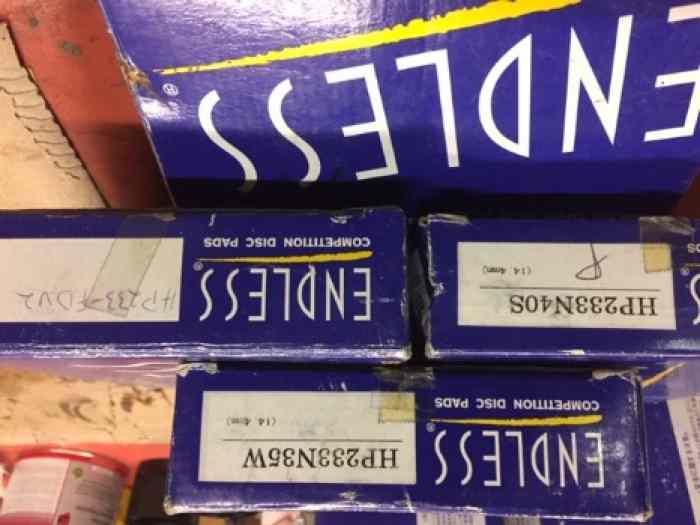 ENDLESS®
ENDLESS®
COMPETITION DISC PADS
HP233N40S
(14.4mm)
ENDLESS
COMPETITION DISC PADS
HP233N35W
(14.4mm)